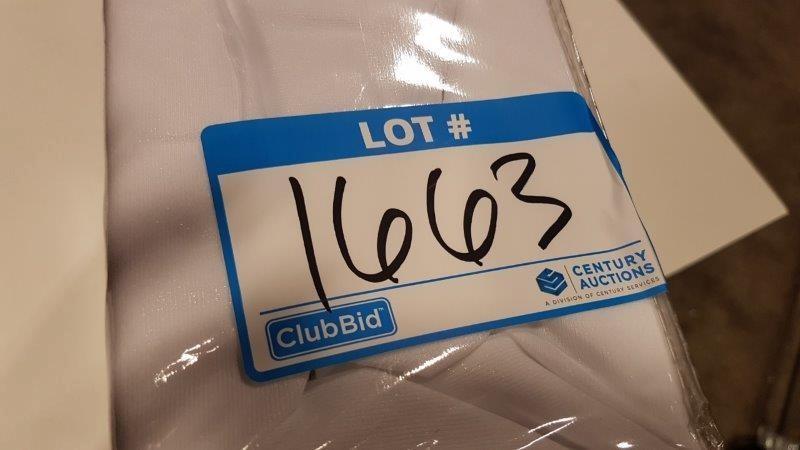 LOT #
1663
ClubBid™
CENTURY
AUCTIONS
A DIVISION OF CENTURY SERVICES